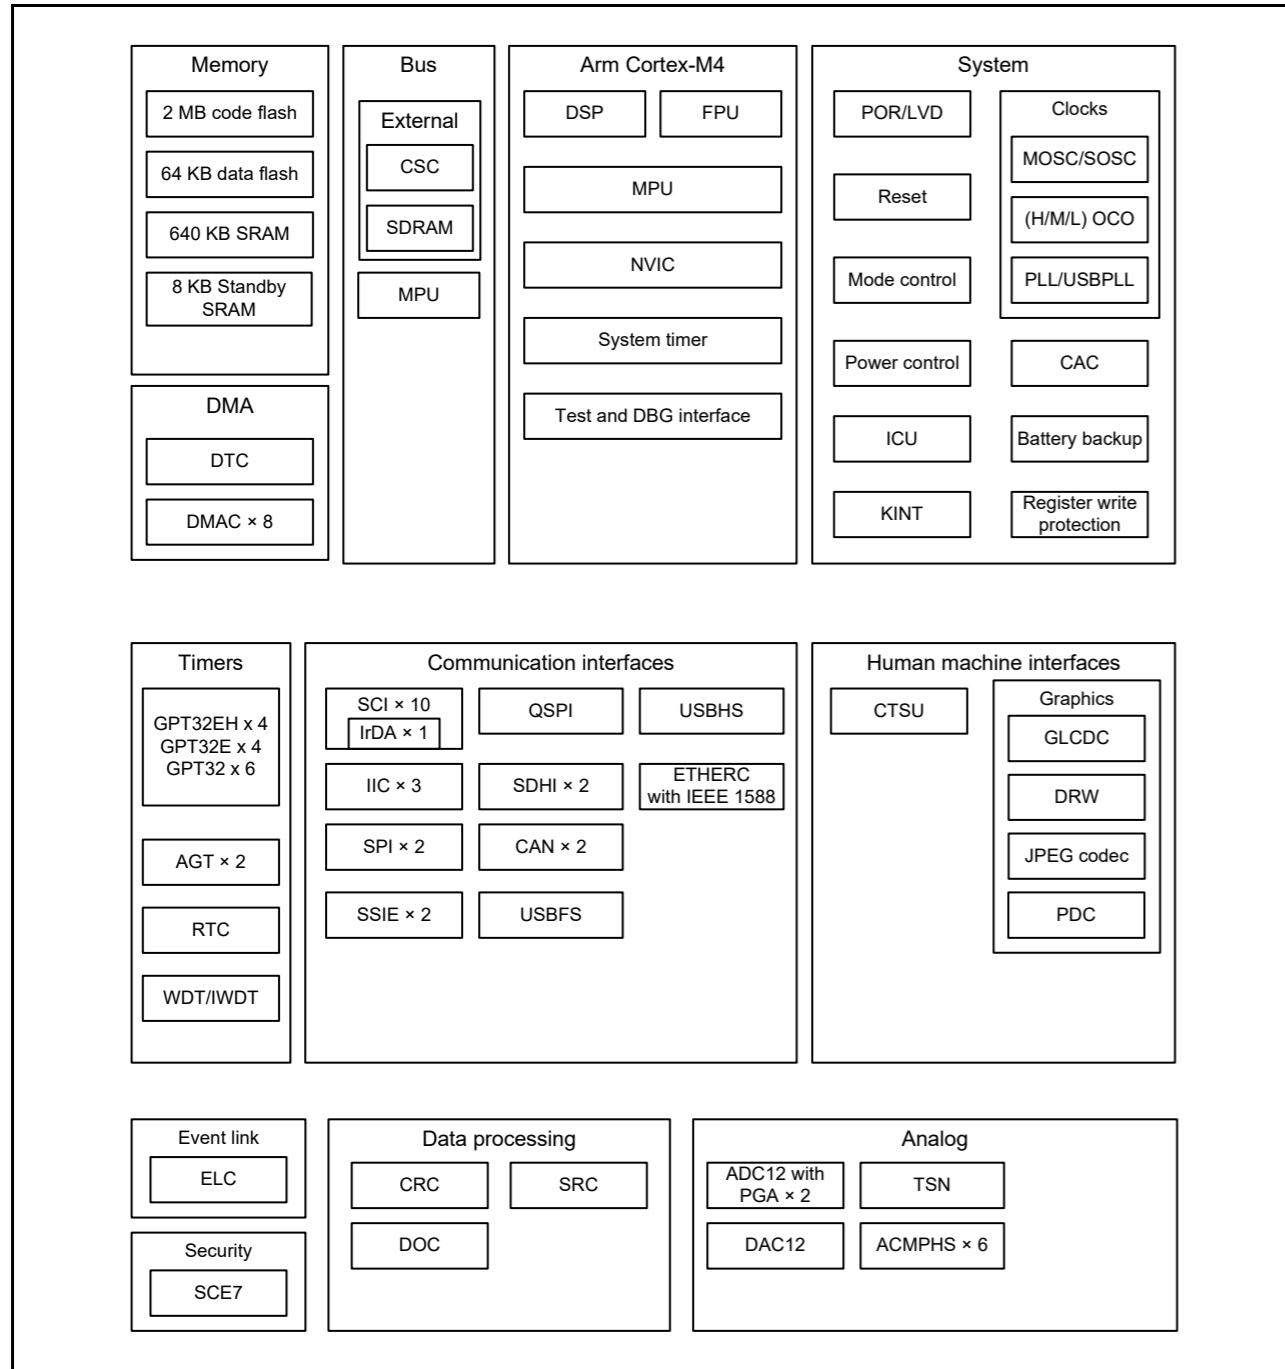 Memory
2 MB code flash
64 KB data flash
640 KB SRAM
8 KB Standby
SRAM
DMA
DTC
DMAC × 8
Bus
External
CSC
SDRAM
MPU
Arm Cortex-M4
DSP
FPU
MPU
NVIC
System timer
Test and DBG interface
System
POR/LVD
Reset
Mode control
Power control
ICU
KINT
Clocks
MOSC/SOSC
(H/M/L) OCO
PLL/USBPLL
CAC
Battery backup
Register write
protection
Timers
GPT32EH x 4
GPT32E x 4
GPT32 x 6
AGT × 2
RTC
WDT/IWDT
Communication interfaces
SCI × 10
IrDA × 1
IIC × 3
SPI × 2
SSIE × 2
QSPI
SDHI × 2
CAN × 2
USBFS
USBHS
ETHERC
with IEEE 1588
Human machine interfaces
CTSU
Graphics
GLCDC
DRW
JPEG codec
PDC
Event link
ELC
Security
SCE7
Data processing
CRC
SRC
DOC
Analog
ADC12 with
PGA × 2
TSN
DAC12
ACMPHS × 6